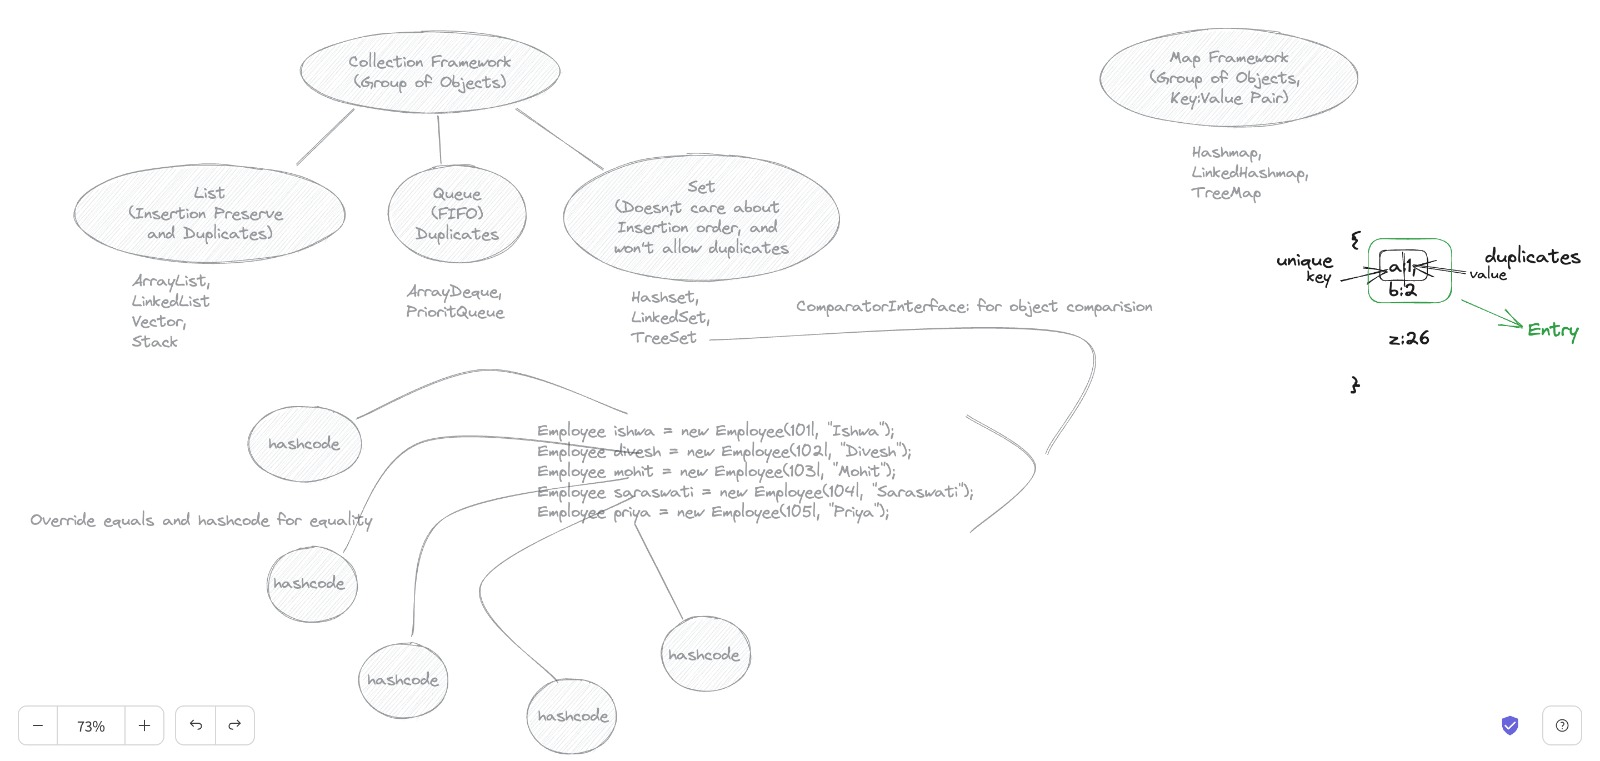 Collection Framework
(Group of Objects)
Map Framework
(Group of Objects,
Key:Value Pair)
List
(Insertion Preserve
and Duplicates)
Queue
(FIFO)
Duplicates
Set
(Doesn;t care about
Insertion order, and
won't allow duplicates
Hashmap,
LinkedHashmap,
TreeMap
ArrayList,
LinkedList
Vector,
Stack
ArrayDeque,
PrioritQueue
Hashset,
LinkedSet,
TreeSet
ComparatorInterface: for object comparision
{
unique
key
a:1,
b:2
duplicates
value
Entry
z:26
}
hashcode
Employee ishwa = new Employee(101l, "Ishwa");
Employee divesh = new Employee(102l, "Divesh");
Employee mohit = new Employee(103l, "Mohit");
Employee saraswati = new Employee(104l, "Saraswati");
Employee priya = new Employee(105l, "Priya");
Override equals and hashcode for equality
hashcode
hashcode
hashcode
hashcode
73%